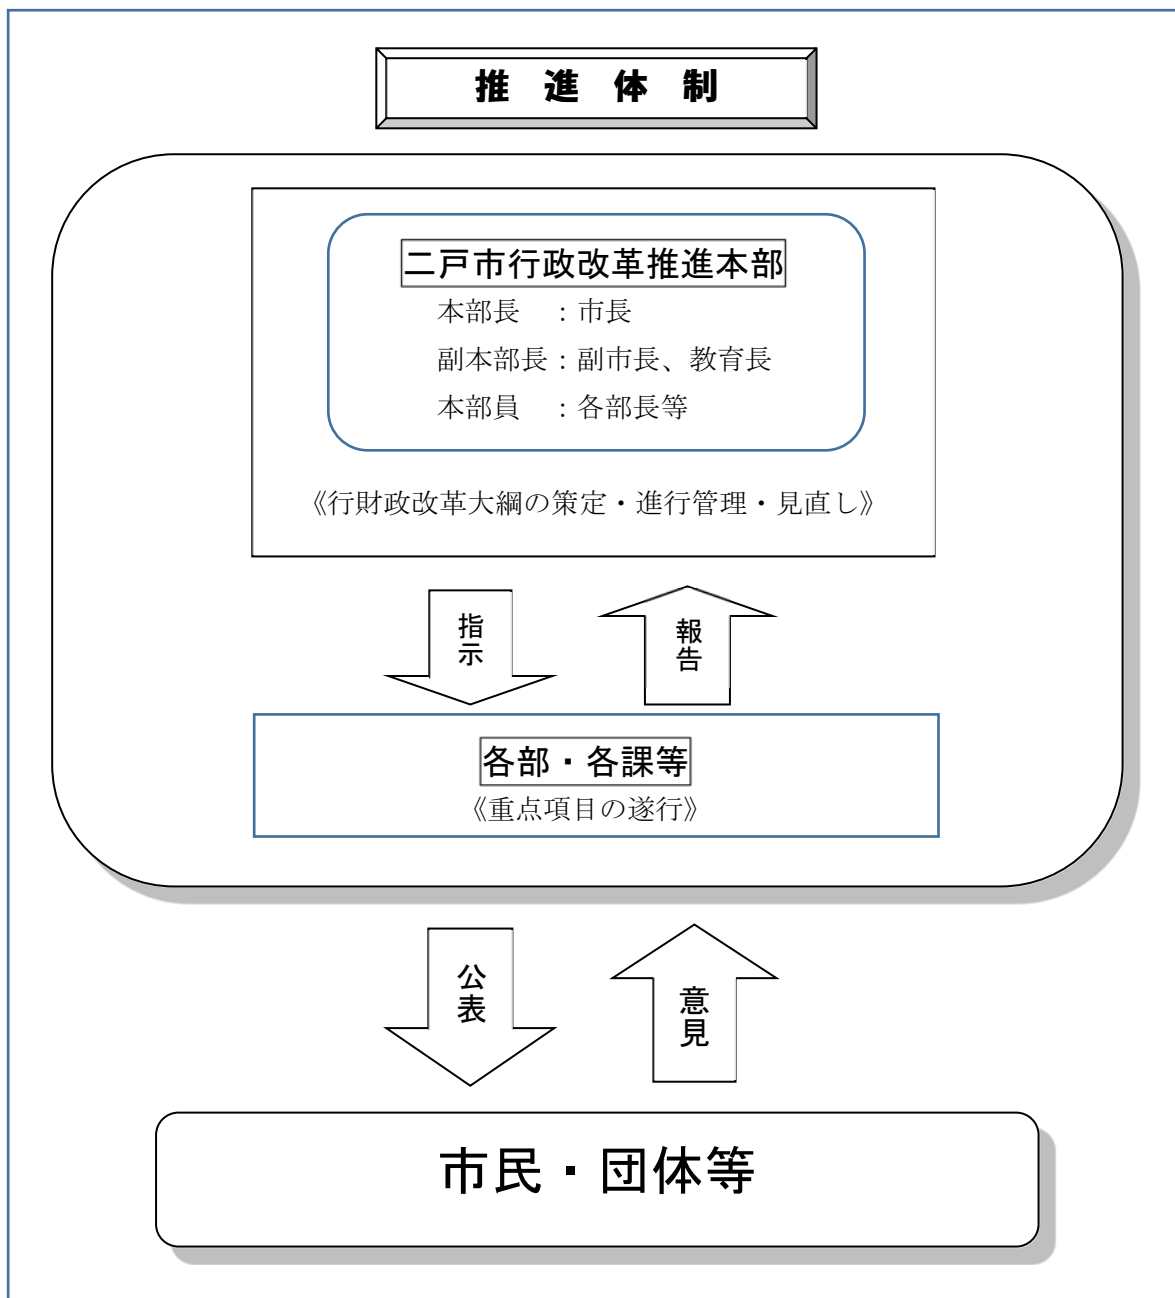 推進体制
二戸市行政改革推進本部
本部長　：市長
副本部長：副市長、教育長
本部員　：各部長等
《行財政改革大綱の策定・進行管理・見直し》
指示
報告
各部・各課等
《重点項目の遂行》
公表
意見
市民・団体等